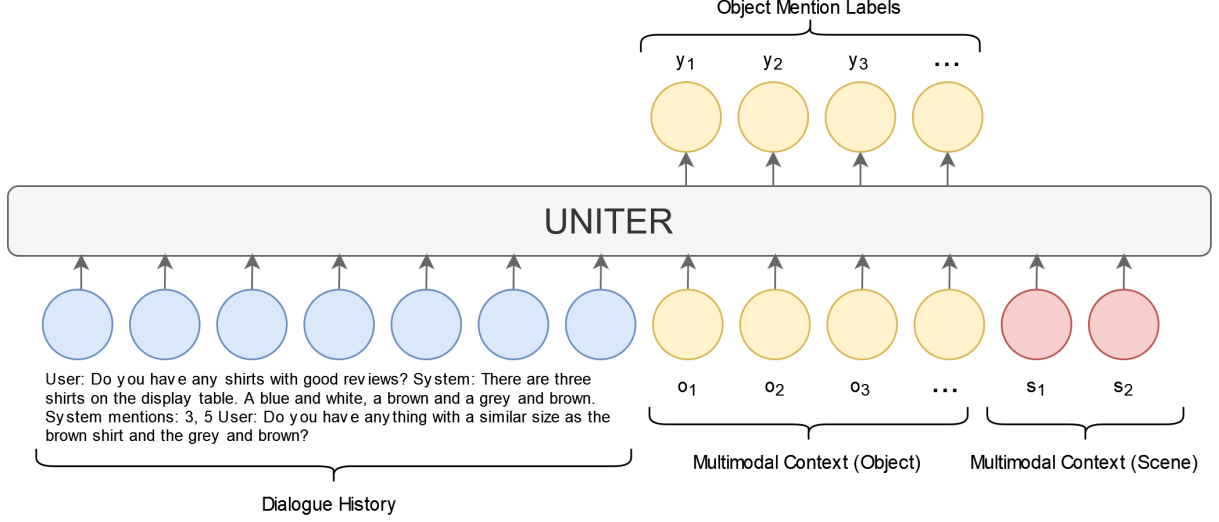 Object Mention Labels
y1 y2 y3 ...
UNITER
User: Do you have any shirts with good reviews? System: There are three
shirts on the display table. A blue and white, a brown and a grey and brown.
System mentions: 3, 5 User: Do you have anything with a similar size as the
brown shirt and the grey and brown?
o1 o2 o3 ... s1 s2
Multimodal Context (Object) Multimodal Context (Scene)
Dialogue History